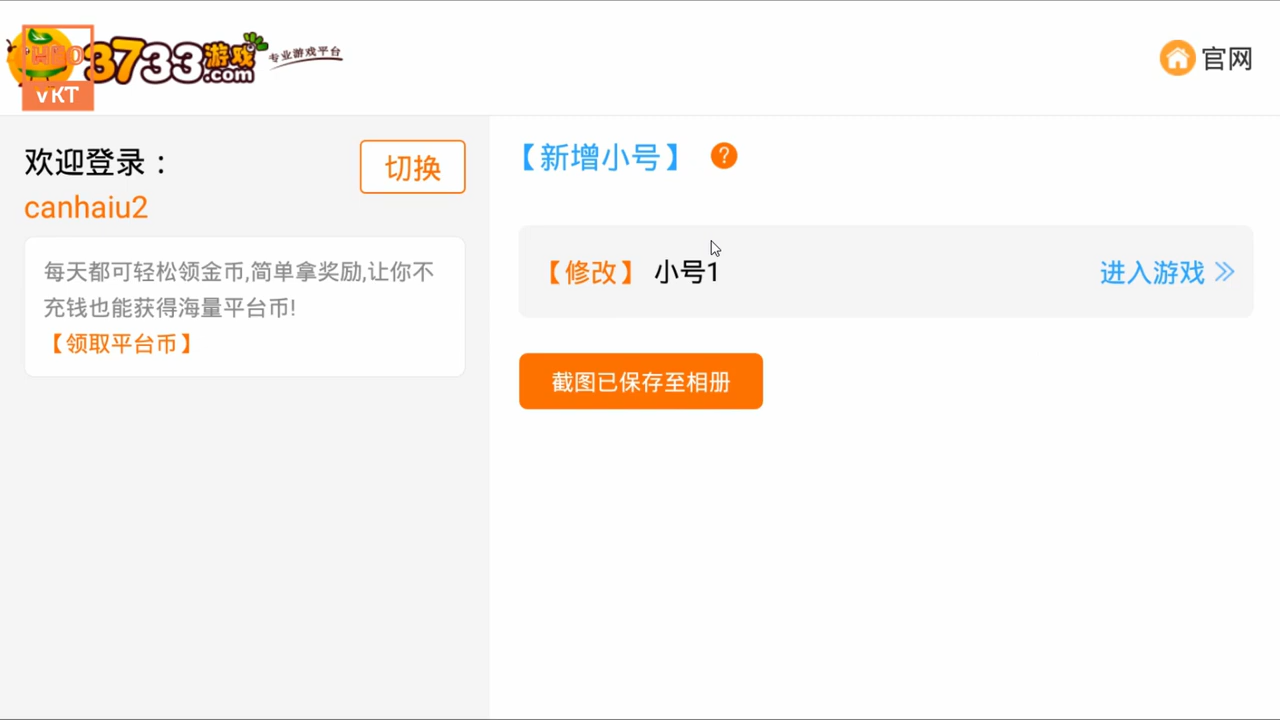 3733游戏
.com
专业游戏平台
vKT
官网
欢迎登录：
切换
canhaiu2
每天都可轻松领金币,简单拿奖励,让你不
充钱也能获得海量平台币!
【领取平台币】
【新增小号】 ?
【修改】 小号1
进入游戏
截图已保存至相册